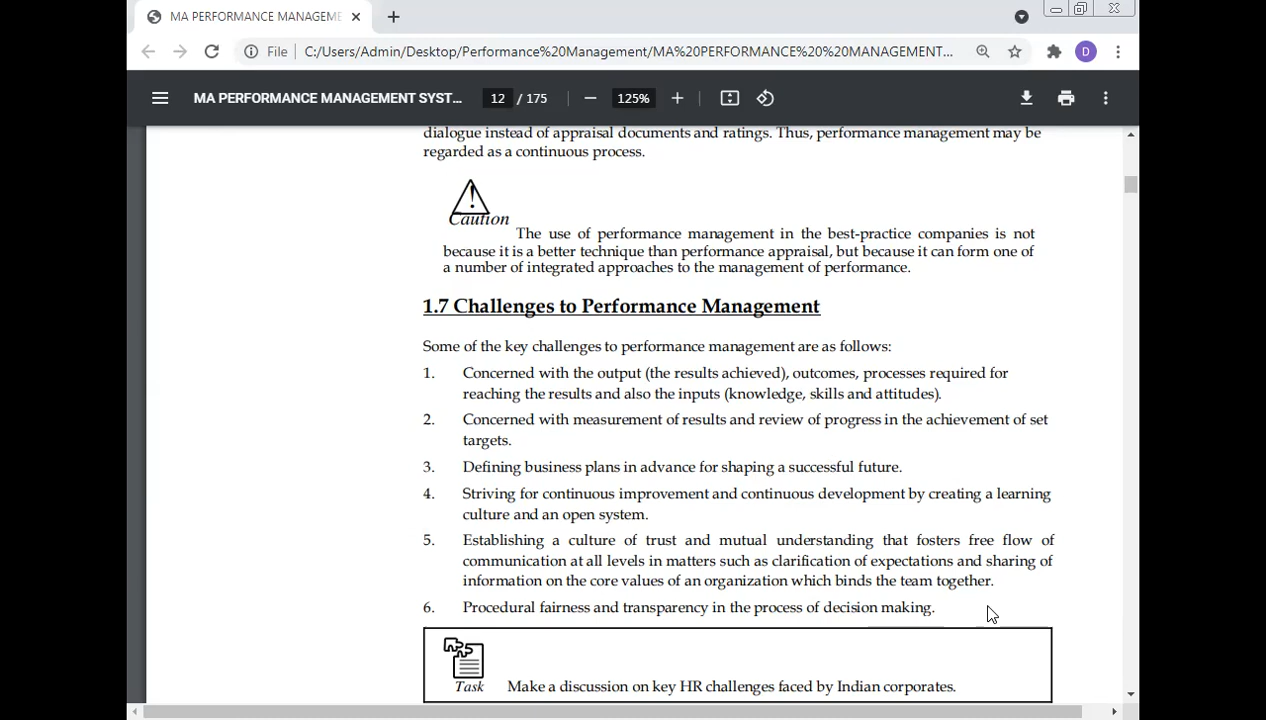 MA PERFORMANCE MANAGEME
File C:/Users/Admin/Desktop/Performance%20Management/MA%20PERFORMANCE%20%20MANAGEMENT... D
MA PERFORMANCE MANAGEMENT SYST... 12 / 175 125%
dialogue instead of appraisal documents and ratings. Thus, performance management may be
regarded as a continuous process.
Caution
The use of performance management in the best-practice companies is not
because it is a better technique than performance appraisal, but because it can form one of
a number of integrated approaches to the management of performance.
1.7 Challenges to Performance Management
Some of the key challenges to performance management are as follows:
1. Concerned with the output (the results achieved), outcomes, processes required for
reaching the results and also the inputs (knowledge, skills and attitudes).
2. Concerned with measurement of results and review of progress in the achievement of set
targets.
3. Defining business plans in advance for shaping a successful future.
4. Striving for continuous improvement and continuous development by creating a learning
culture and an open system.
5. Establishing a culture of trust and mutual understanding that fosters free flow of
communication at all levels in matters such as clarification of expectations and sharing of
information on the core values of an organization which binds the team together.
6. Procedural fairness and transparency in the process of decision making.
Task Make a discussion on key HR challenges faced by Indian corporates.